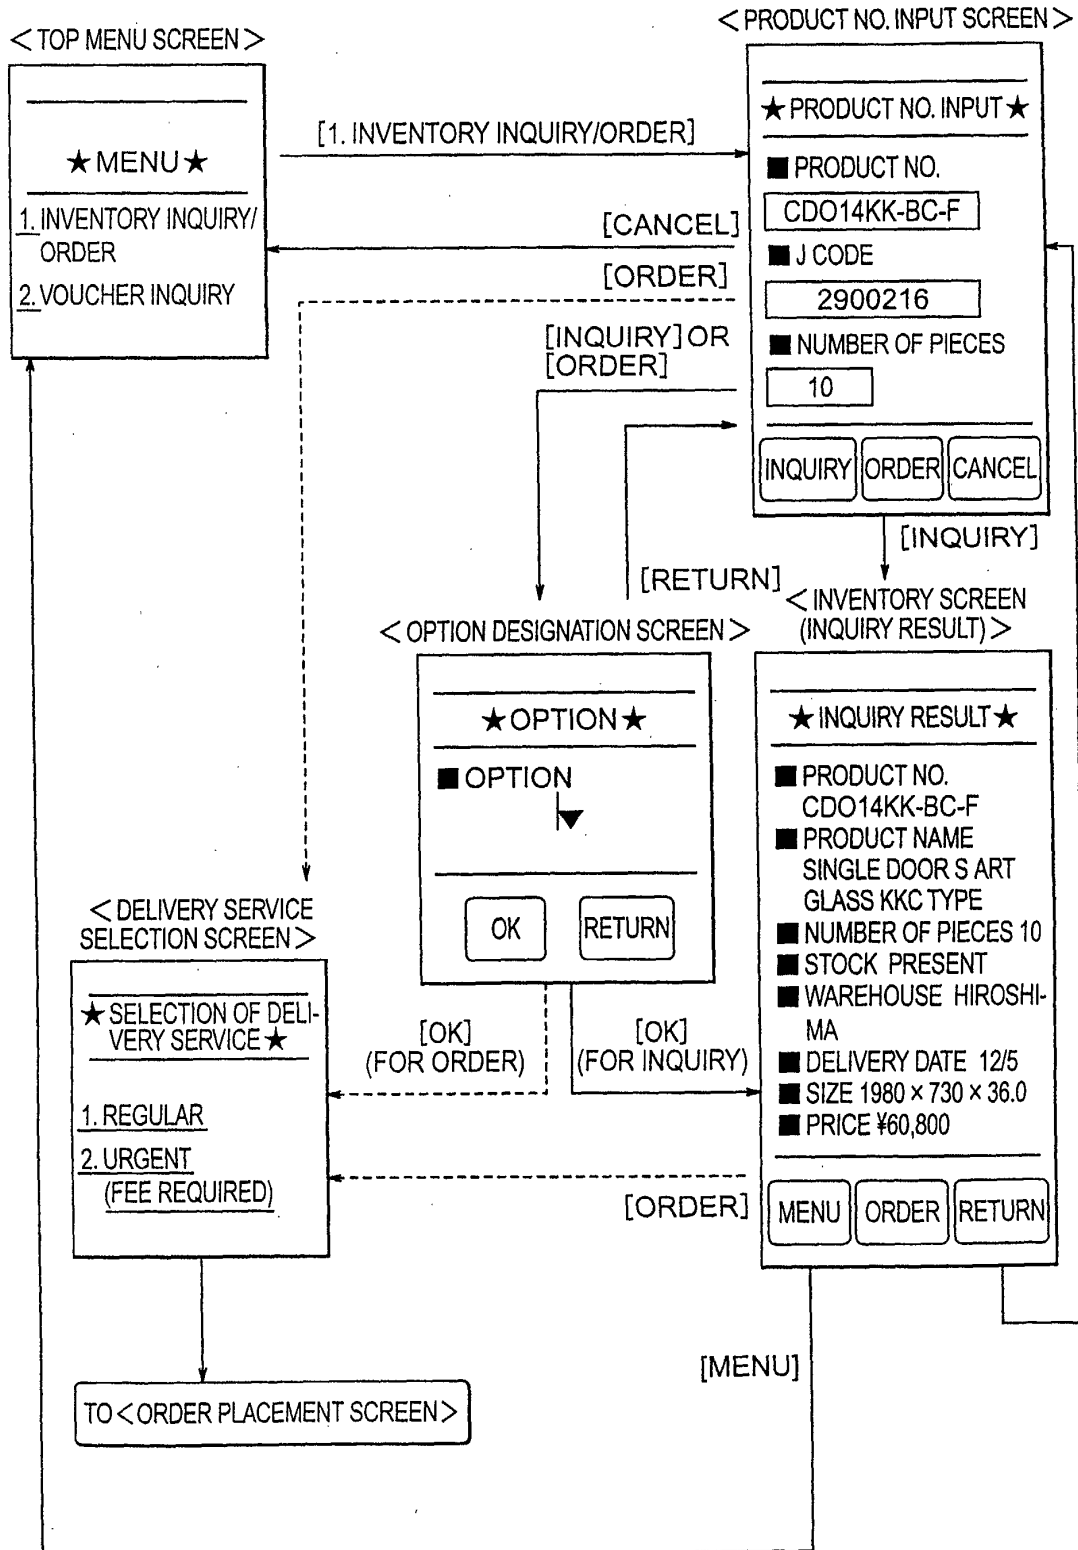 < TOP MENU SCREEN >
★ MENU ★
1. INVENTORY INQUIRY/
ORDER
2. VOUCHER INQUIRY
[1. INVENTORY INQUIRY/ORDER]
[CANCEL]
[ORDER]
[INQUIRY] OR
[ORDER]
< PRODUCT NO. INPUT SCREEN >
★ PRODUCT NO. INPUT ★
■ PRODUCT NO.
CDO14KK-BC-F
■ J CODE
2900216
■ NUMBER OF PIECES
10
INQUIRY ORDER CANCEL
[INQUIRY]
[RETURN]
< OPTION DESIGNATION SCREEN >
★ OPTION ★
■ OPTION
▼
OK RETURN
[OK]
(FOR ORDER)
[OK]
(FOR INQUIRY)
< INVENTORY SCREEN
(INQUIRY RESULT) >
★ INQUIRY RESULT ★
■ PRODUCT NO.
CDO14KK-BC-F
■ PRODUCT NAME
SINGLE DOOR S ART
GLASS KKC TYPE
■ NUMBER OF PIECES 10
■ STOCK PRESENT
■ WAREHOUSE HIROSHI-
MA
■ DELIVERY DATE 12/5
■ SIZE 1980 × 730 × 36.0
■ PRICE ¥60,800
MENU ORDER RETURN
[ORDER]
[MENU]
< DELIVERY SERVICE
SELECTION SCREEN >
★ SELECTION OF DELI-
VERY SERVICE ★
1. REGULAR
2. URGENT
(FEE REQUIRED)
TO < ORDER PLACEMENT SCREEN >